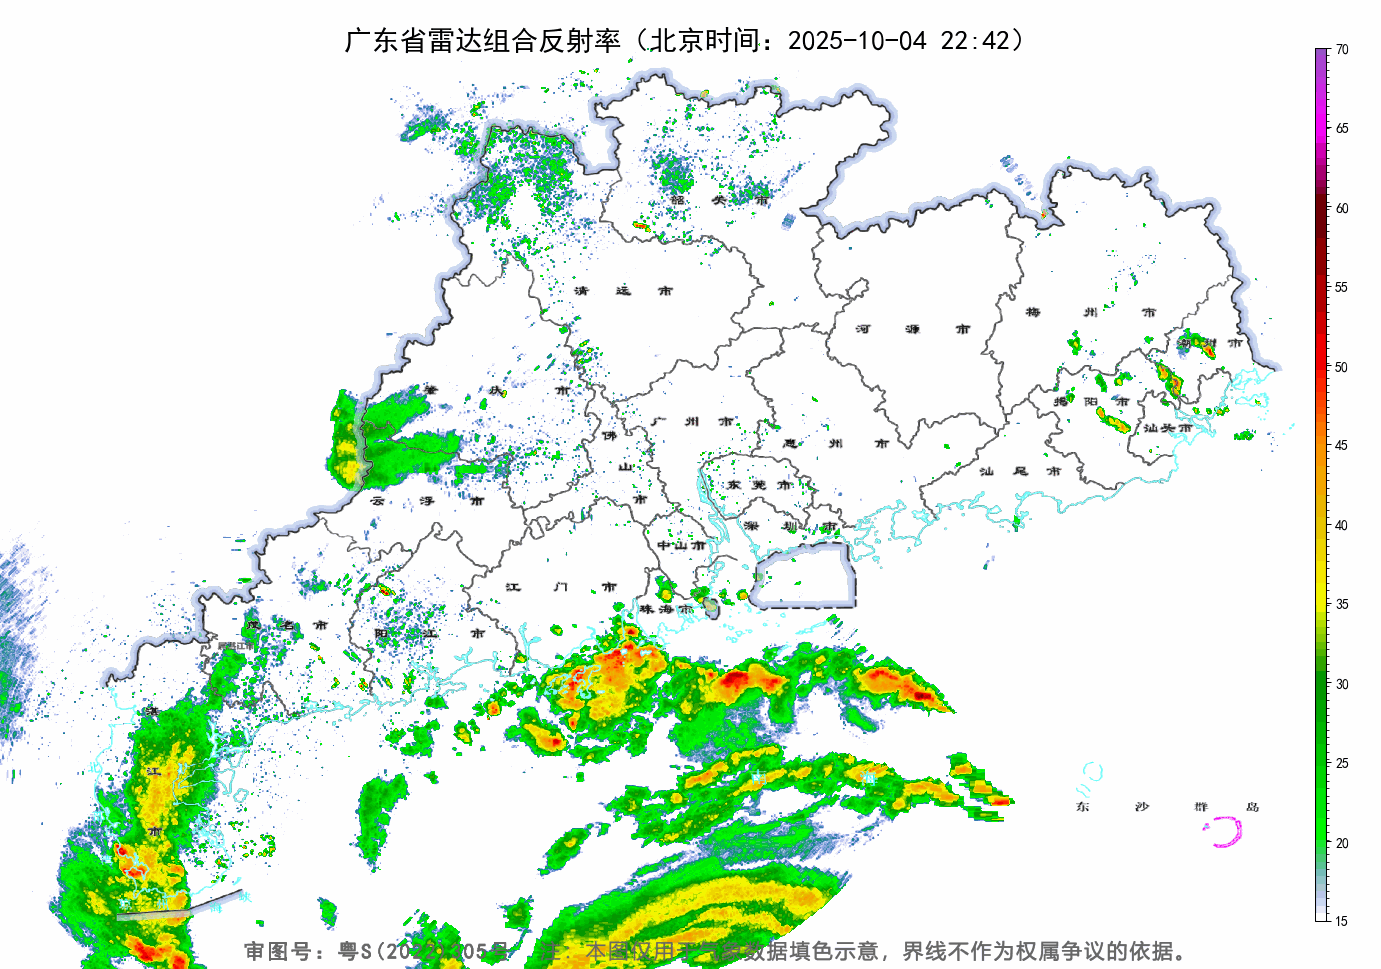 广东省雷达组合反射率（北京时间：2025-10-04 22:42）
70
65
60
55
50
45
40
35
30
25
20
15
韶关市
清远市
河源市
梅州市
潮州市
肇庆市
揭阳市
汕头市
广州市
佛山市
惠州市
汕尾市
云浮市
东莞市
深圳市
中山市
江门市
珠海市
茂名市
阳江市
湛江市
东沙群岛
审图号：粤S(2022)105号 注：本图仅用于气象数据填色示意，界线不作为权属争议的依据。